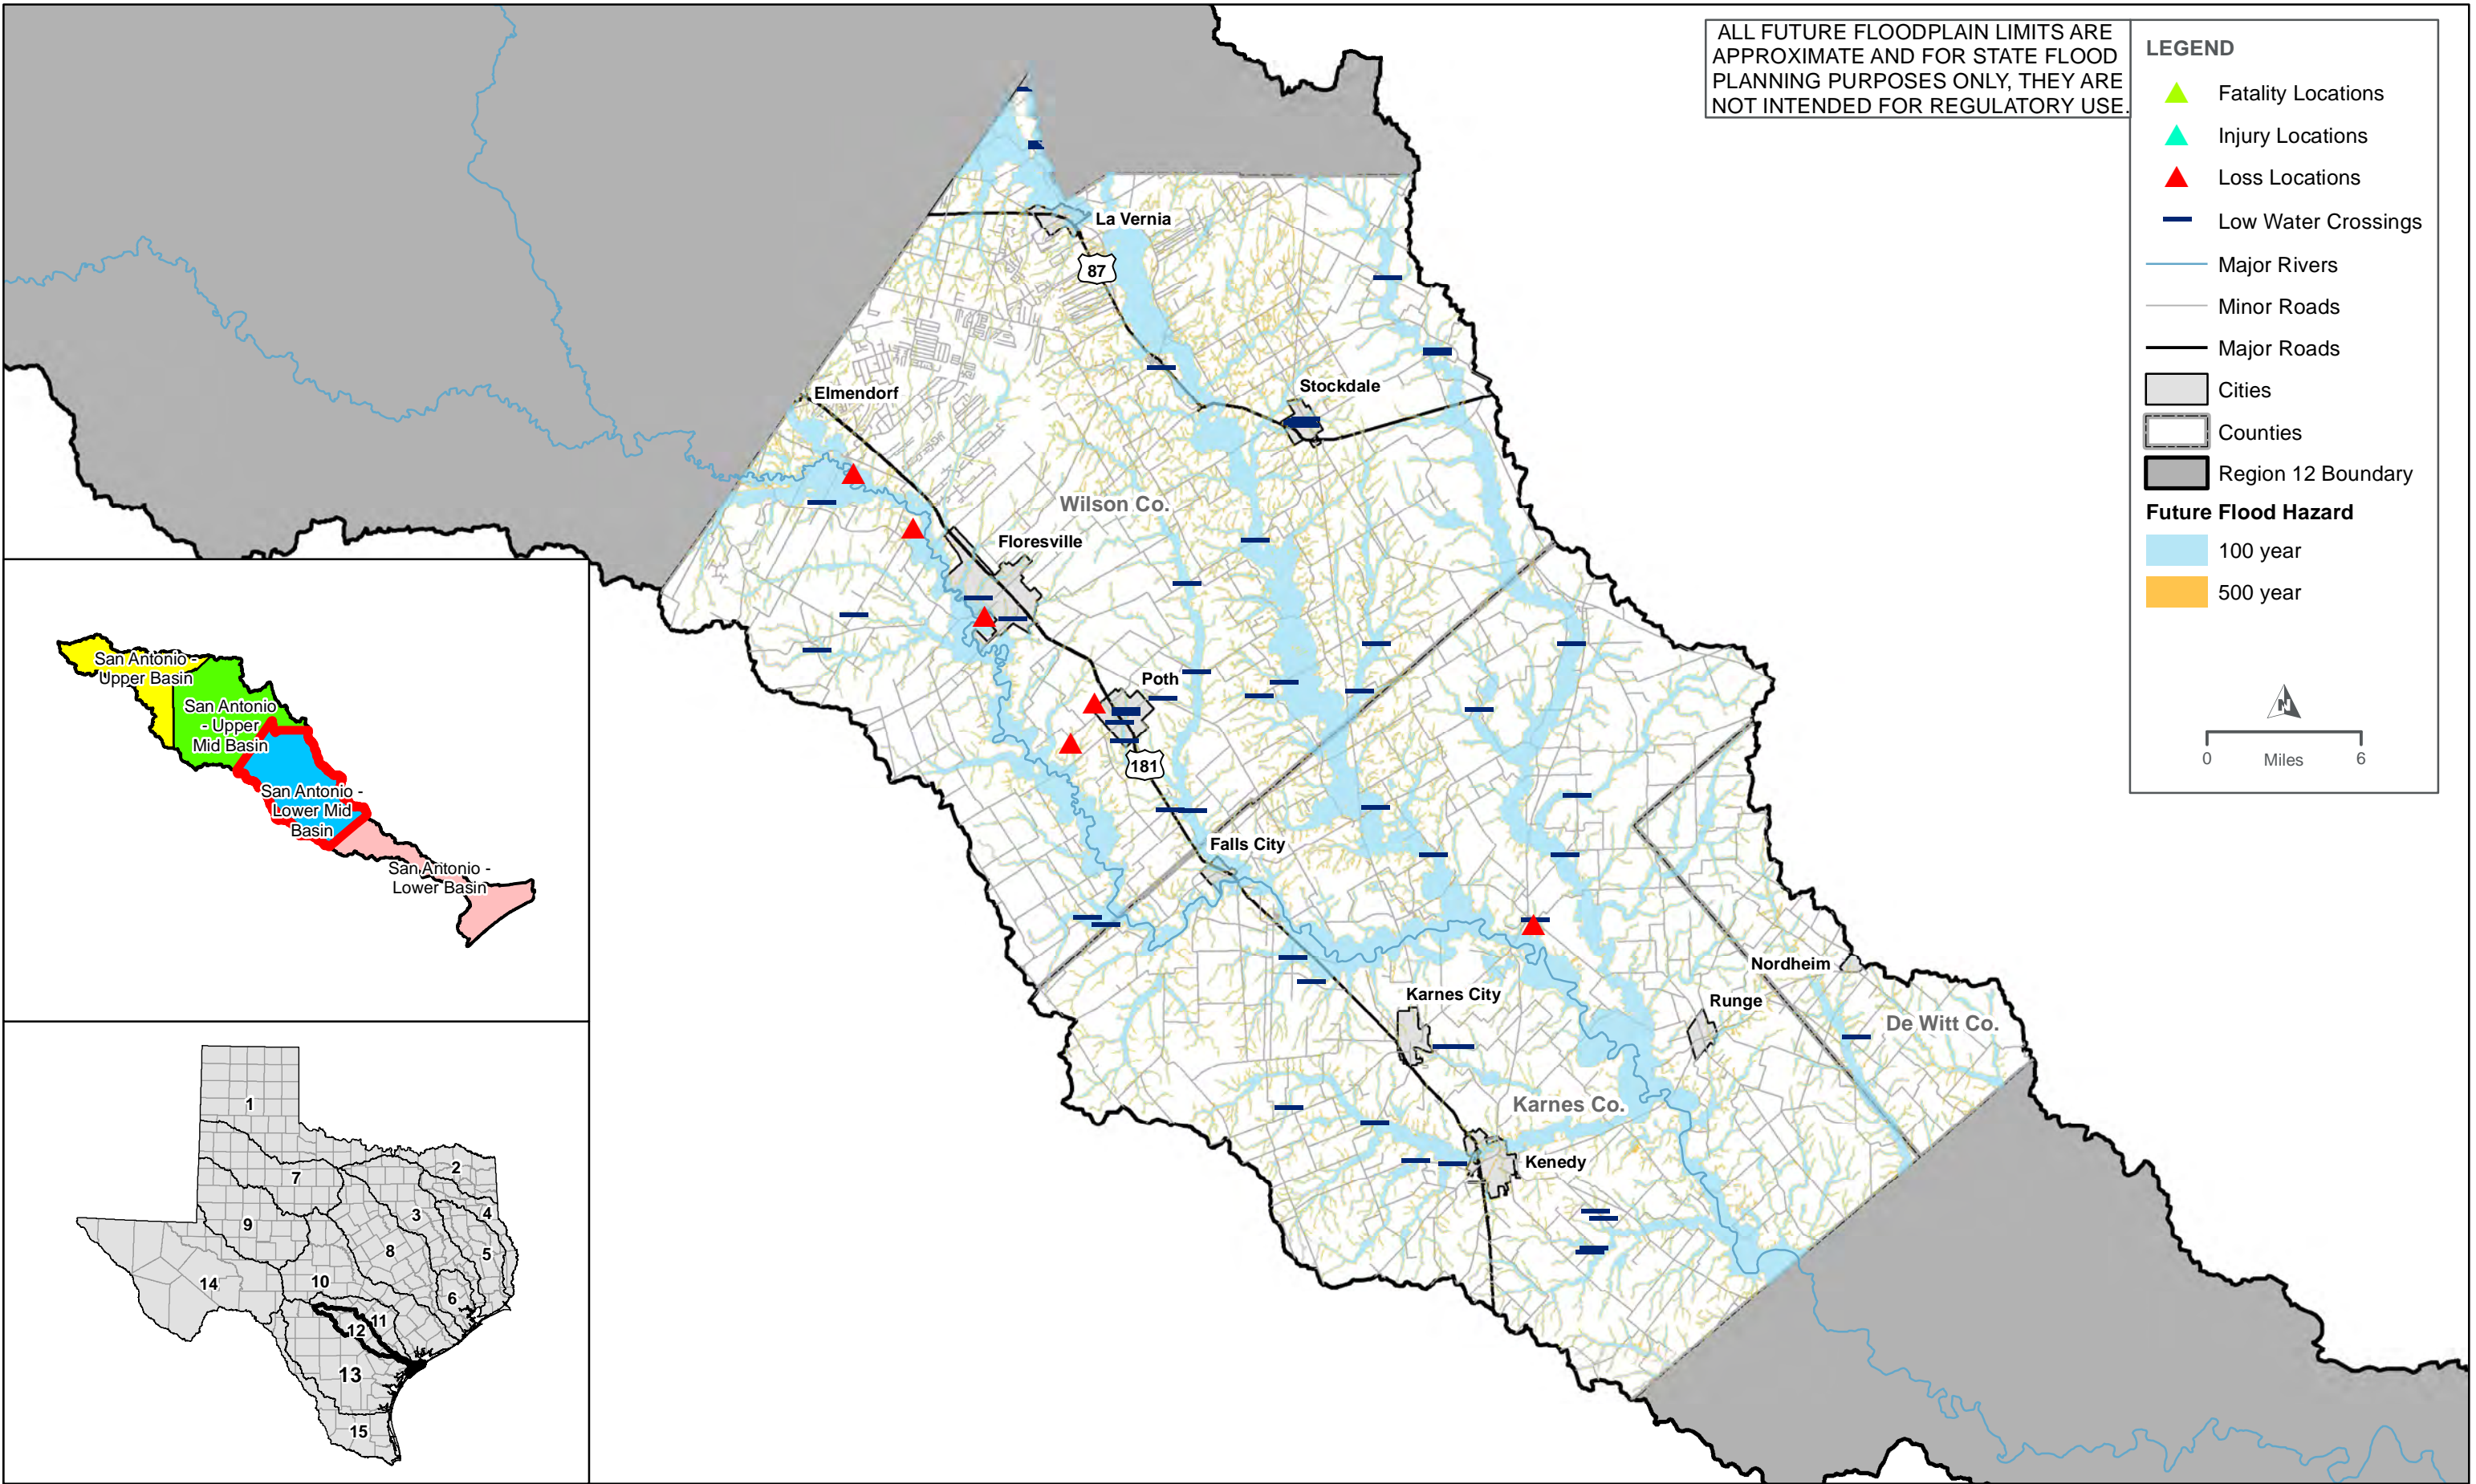 ALL FUTURE FLOODPLAIN LIMITS ARE
APPROXIMATE AND FOR STATE FLOOD
PLANNING PURPOSES ONLY, THEY ARE
NOT INTENDED FOR REGULATORY USE.
LEGEND
Fatality Locations
Injury Locations
Loss Locations
Low Water Crossings
Major Rivers
Minor Roads
Major Roads
Cities
Counties
Region 12 Boundary
Future Flood Hazard
100 year
500 year
N
0 Miles 6
La Vernia
87
Elmendorf
Stockdale
Wilson Co.
Floresville
Poth
181
Falls City
Nordheim
Karnes City
Runge
De Witt Co.
Karnes Co.
Kenedy
San Antonio -
Upper Basin
San Antonio
- Upper
Mid Basin
San Antonio -
Lower Mid
Basin
San Antonio -
Lower Basin
1
2
7
3
4
9
8
5
14
10
6
11
12
13
15